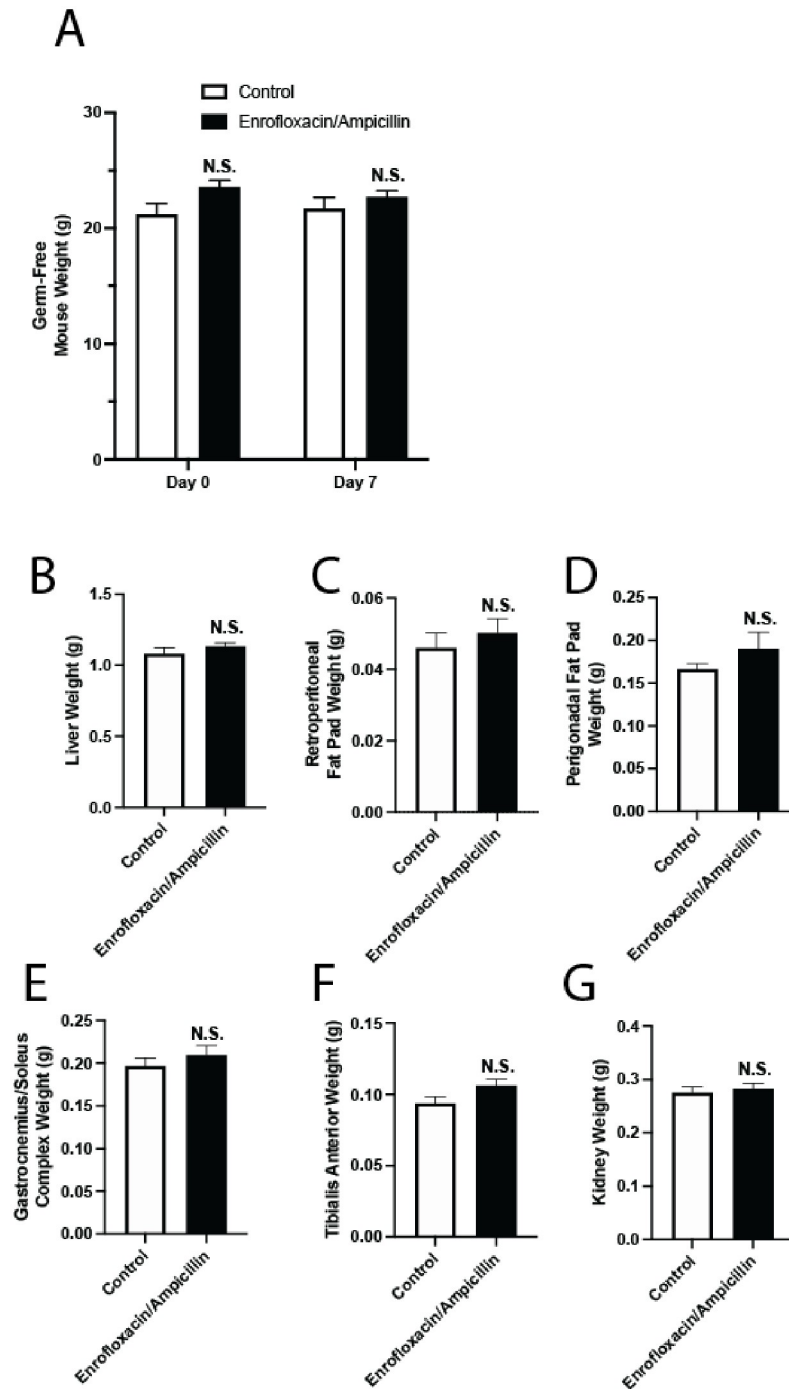 A
Control
Enrofloxacin/Ampicillin
30
20
10
0
Germ-Free
Mouse Weight (g)
N.S.
N.S.
Day 0
Day 7
B
1.5
1.0
0.5
0.0
Liver Weight (g)
N.S.
Control
Enrofloxacin/Ampicillin
C
0.06
0.04
0.02
0.00
Retroperitoneal
Fat Pad Weight (g)
N.S.
Control
Enrofloxacin/Ampicillin
D
0.25
0.20
0.15
0.10
0.05
0.00
Perigonadal Fat Pad
Weight (g)
N.S.
Control
Enrofloxacin/Ampicillin
E
0.25
0.20
0.15
0.10
0.05
0.00
Gastrocnemius/Soleus
Complex Weight (g)
N.S.
Control
Enrofloxacin/Ampicillin
F
0.15
0.10
0.05
0.00
Tibialis Anterior Weight (g)
N.S.
Control
Enrofloxacin/Ampicillin
G
0.4
0.3
0.2
0.1
0.0
Kidney Weight (g)
N.S.
Control
Enrofloxacin/Ampicillin